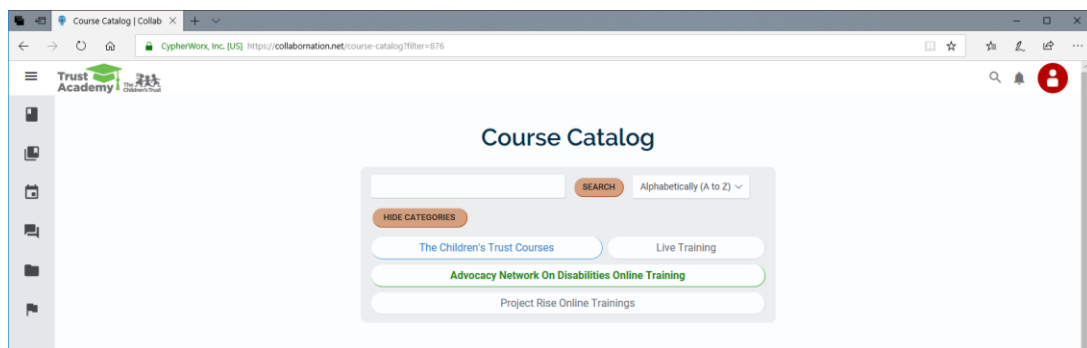 Course Catalog | Collab
CypherWorx, Inc. [US] https://collabornation.net/course-catalog?filter=876
Trust
Academy The Children's Trust
Course Catalog
SEARCH Alphabetically (A to Z)
HIDE CATEGORIES
The Children's Trust Courses Live Training
Advocacy Network On Disabilities Online Training
Project Rise Online Trainings